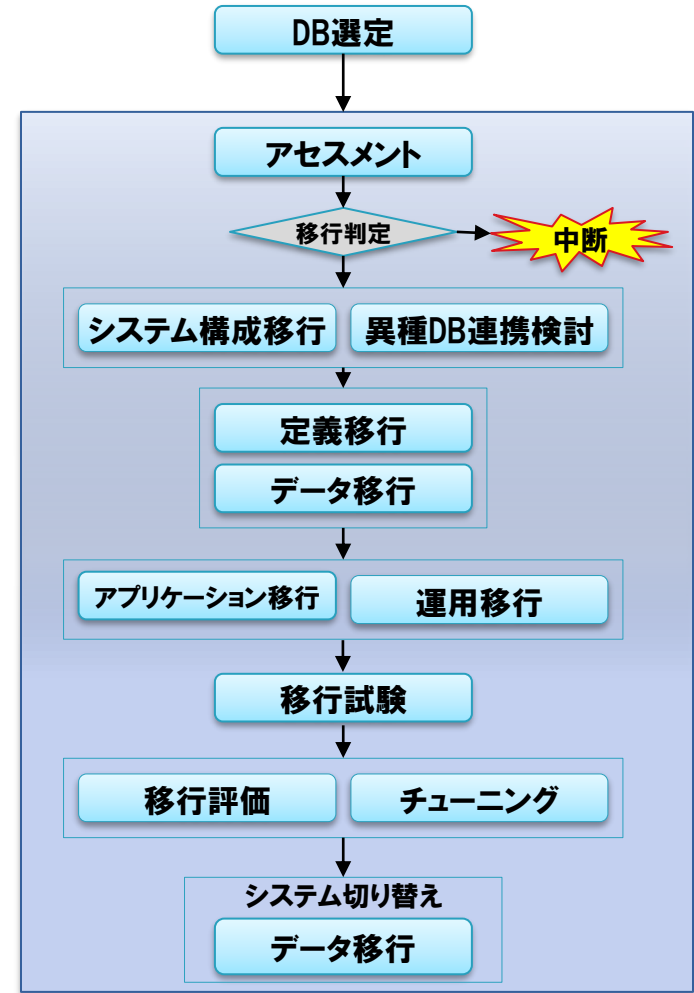 DB選定
アセスメント
移行判定
中断
システム構成移行
異種DB連携検討
定義移行
データ移行
アプリケーション移行
運用移行
移行試験
移行評価
チューニング
システム切り替え
データ移行